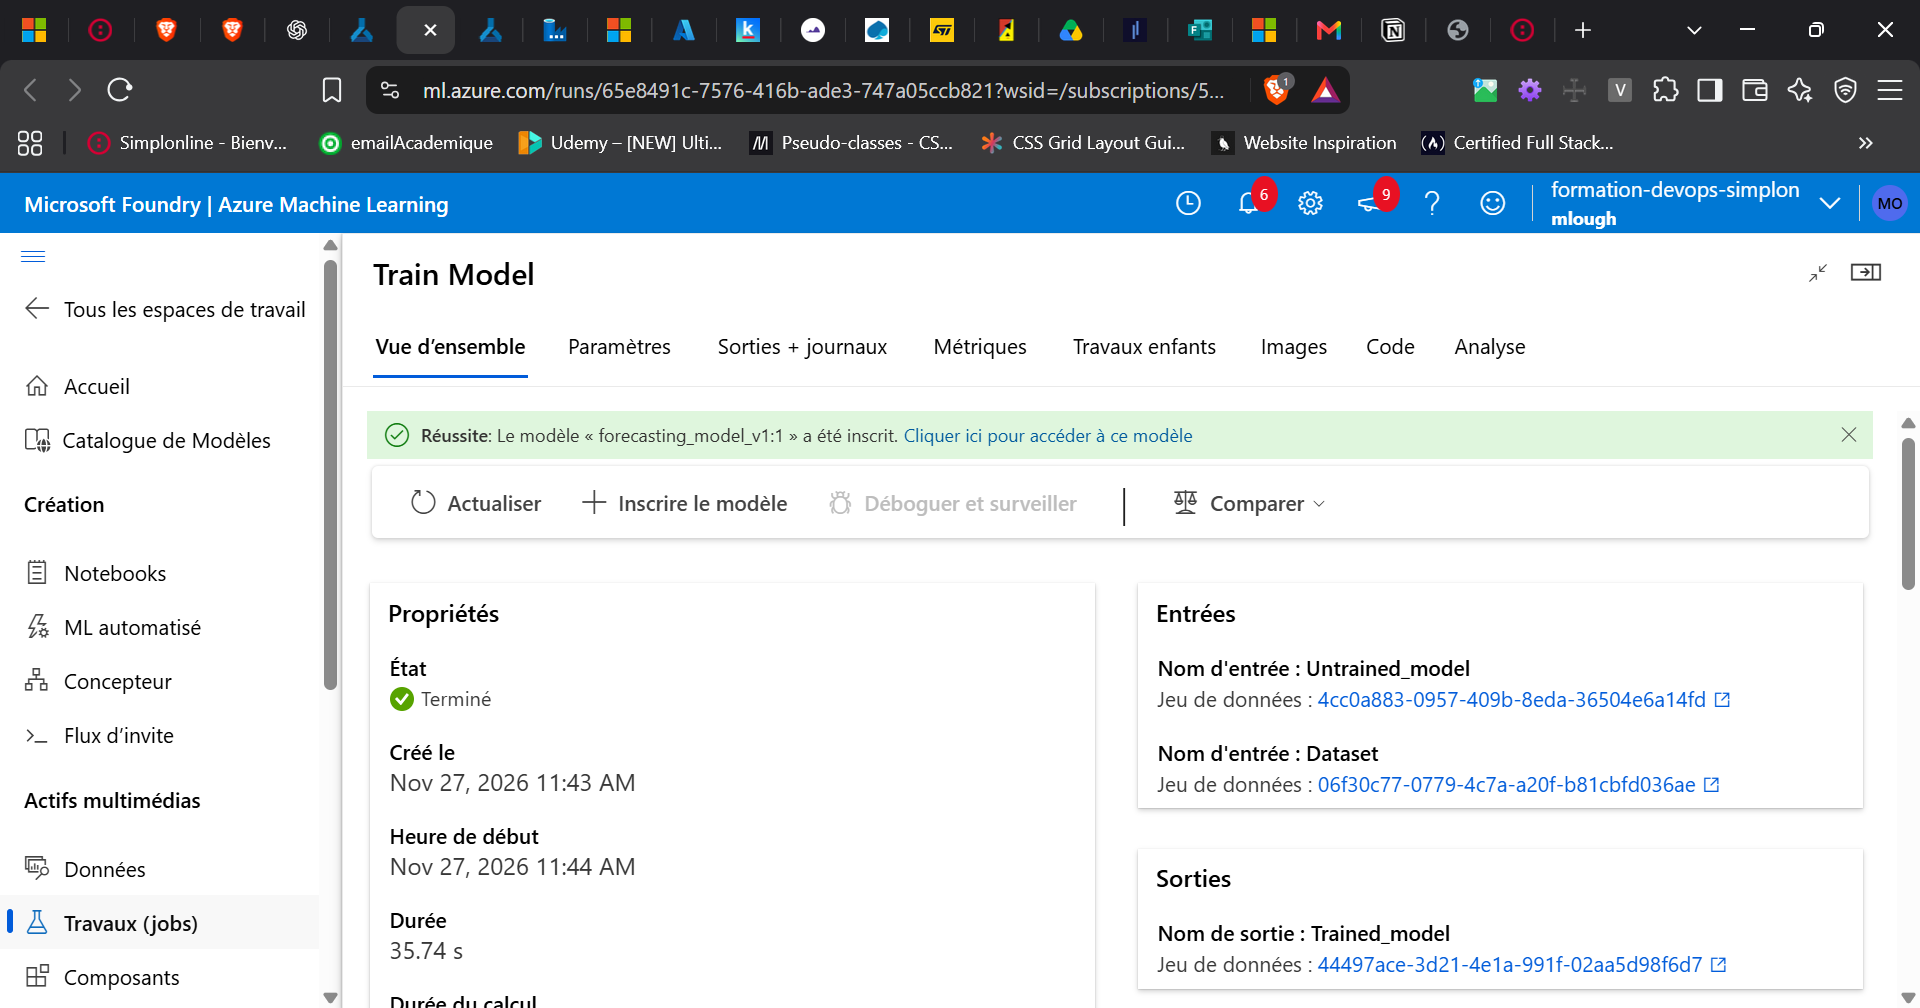 ml.azure.com/runs/65e8491c-7576-416b-ade3-747a05ccb821?wsid=/subscriptions/5...
1
V
Simplonline - Bienv...
emailAcademique
Udemy – [NEW] Ulti...
Pseudo-classes - CS...
CSS Grid Layout Gui...
Website Inspiration
Certified Full Stack...
Microsoft Foundry | Azure Machine Learning
6
9
formation-devops-simplon
mlough
MO
Tous les espaces de travail
Accueil
Catalogue de Modèles
Création
Notebooks
ML automatisé
Concepteur
Flux d’invite
Actifs multimédias
Données
Travaux (jobs)
Composants
Train Model
Vue d’ensemble
Paramètres
Sorties + journaux
Métriques
Travaux enfants
Images
Code
Analyse
Réussite: Le modèle « forecasting_model_v1:1 » a été inscrit. Cliquer ici pour accéder à ce modèle
Actualiser
Inscrire le modèle
Déboguer et surveiller
Comparer
Propriétés
État
Terminé
Créé le
Nov 27, 2026 11:43 AM
Heure de début
Nov 27, 2026 11:44 AM
Durée
35.74 s
Durée du calcul
Entrées
Nom d'entrée : Untrained_model
Jeu de données : 4cc0a883-0957-409b-8eda-36504e6a14fd
Nom d'entrée : Dataset
Jeu de données : 06f30c77-0779-4c7a-a20f-b81cbfd036ae
Sorties
Nom de sortie : Trained_model
Jeu de données : 44497ace-3d21-4e1a-991f-02aa5d98f6d7